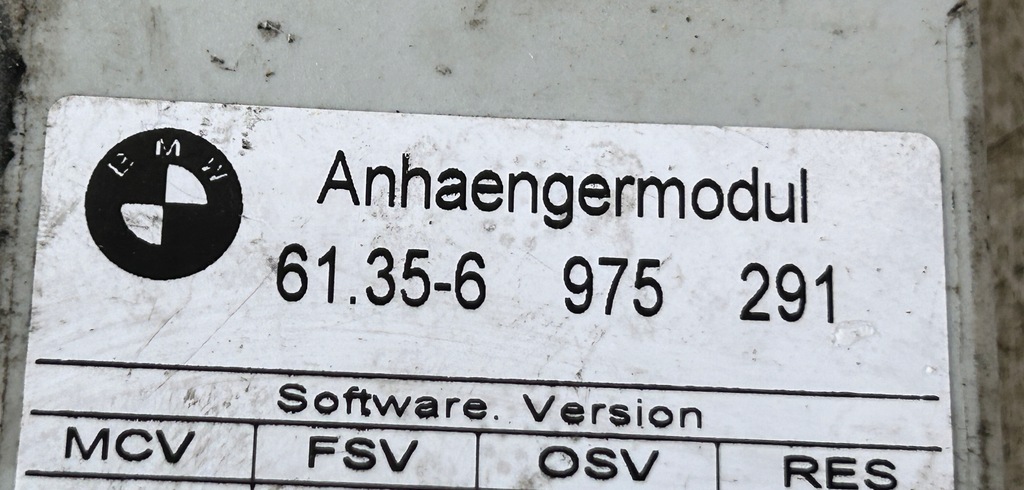 BMW
Anhaengermodul
61.35-6 975 291
Software. Version
MCV FSV OSV RES